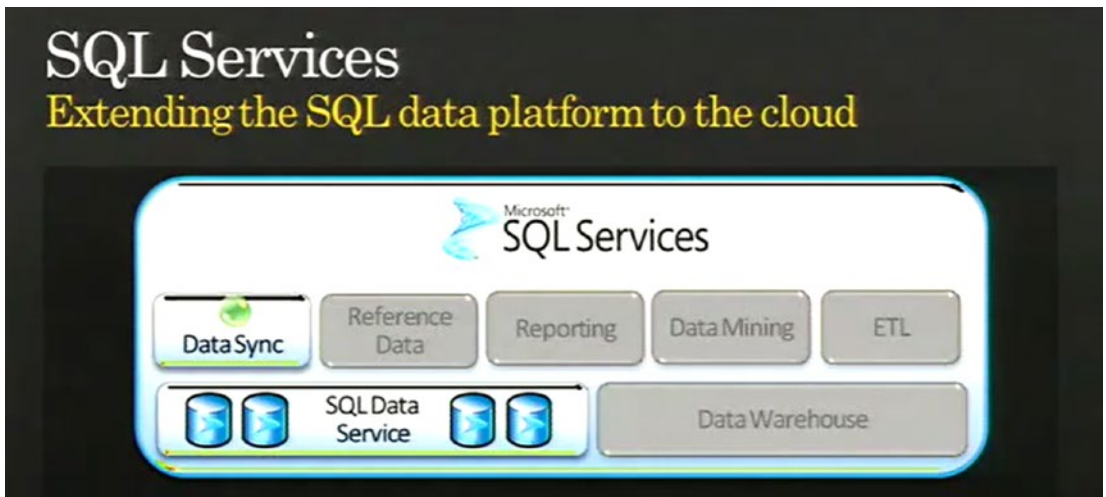 SQL Services
Extending the SQL data platform to the cloud
Microsoft®
SQL Services
Data Sync
Reference
Data
Reporting
Data Mining
ETL
SQL Data
Service
Data Warehouse